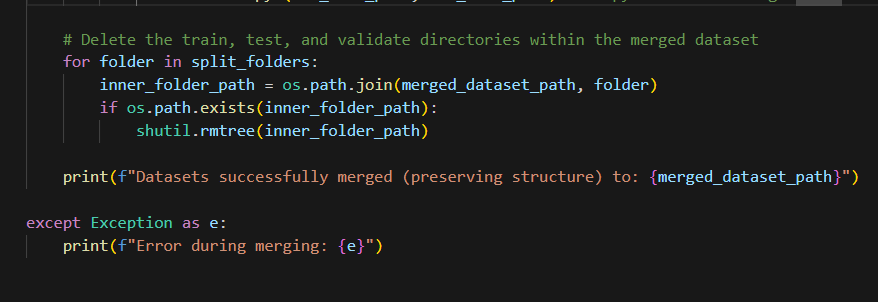 # Delete the train, test, and validate directories within the merged dataset
for folder in split_folders:
inner_folder_path = os.path.join(merged_dataset_path, folder)
if os.path.exists(inner_folder_path):
shutil.rmtree(inner_folder_path)
print(f"Datasets successfully merged (preserving structure) to: {merged_dataset_path}")
except Exception as e:
print(f"Error during merging: {e}")